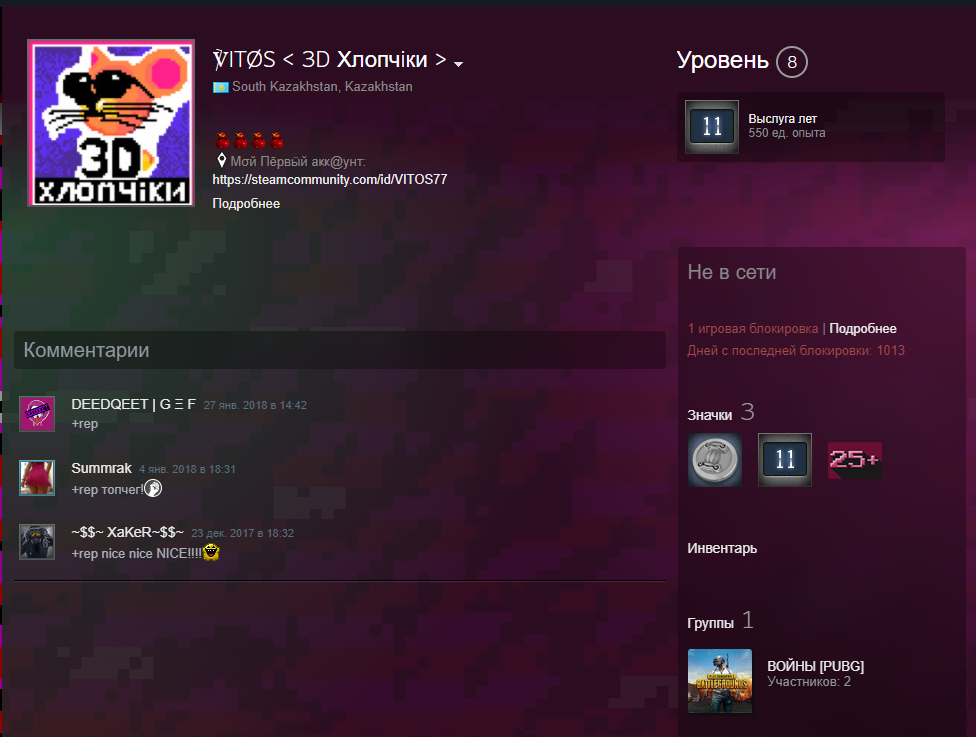 ℣ITØS < 3D Хлопчіки >
South Kazakhstan, Kazakhstan
Мσй Пĕрвӹй акк@унт:
https://steamcommunity.com/id/VITOS77
Подробнее
3D
ХЛОПЧІКИ
Уровень 8
11
Выслуга лет
550 ед. опыта
Не в сети
1 игровая блокировка | Подробнее
Дней с последней блокировки: 1013
Комментарии
DEEDQEET | G Ξ F 27 янв. 2018 в 14:42
+rep
Summrak 4 янв. 2018 в 18:31
+rep топчег!
~$$~ XaKeR~$$~ 23 дек. 2017 в 18:32
+rep nice nice NICE!!!!
Значки 3
11
25+
Инвентарь
Группы 1
BATTLEGROUNDS
ВОЙНЫ [PUBG]
Участников: 2